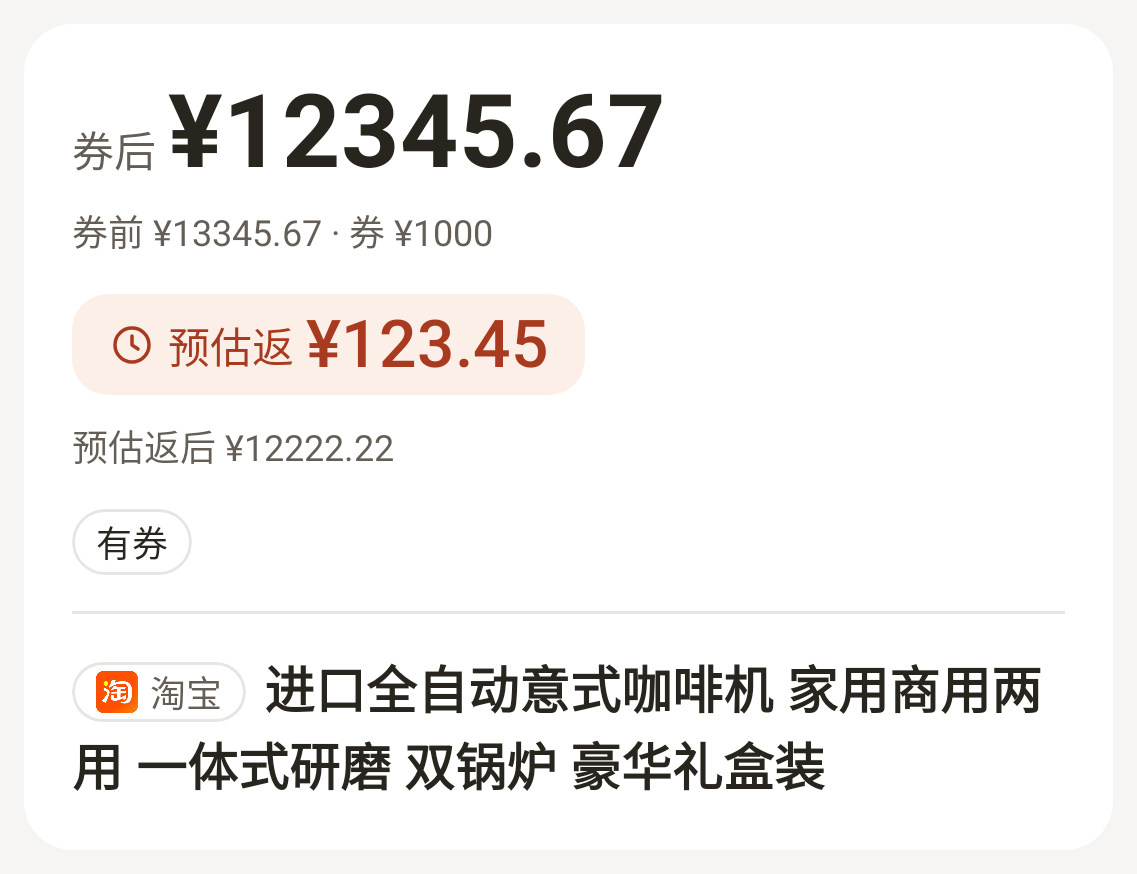 券后 ¥12345.67
券前 ¥13345.67 · 券 ¥1000
预估返 ¥123.45
预估返后 ¥12222.22
有券
淘 淘宝 进口全自动意式咖啡机 家用商用两
用 一体式研磨 双锅炉 豪华礼盒装